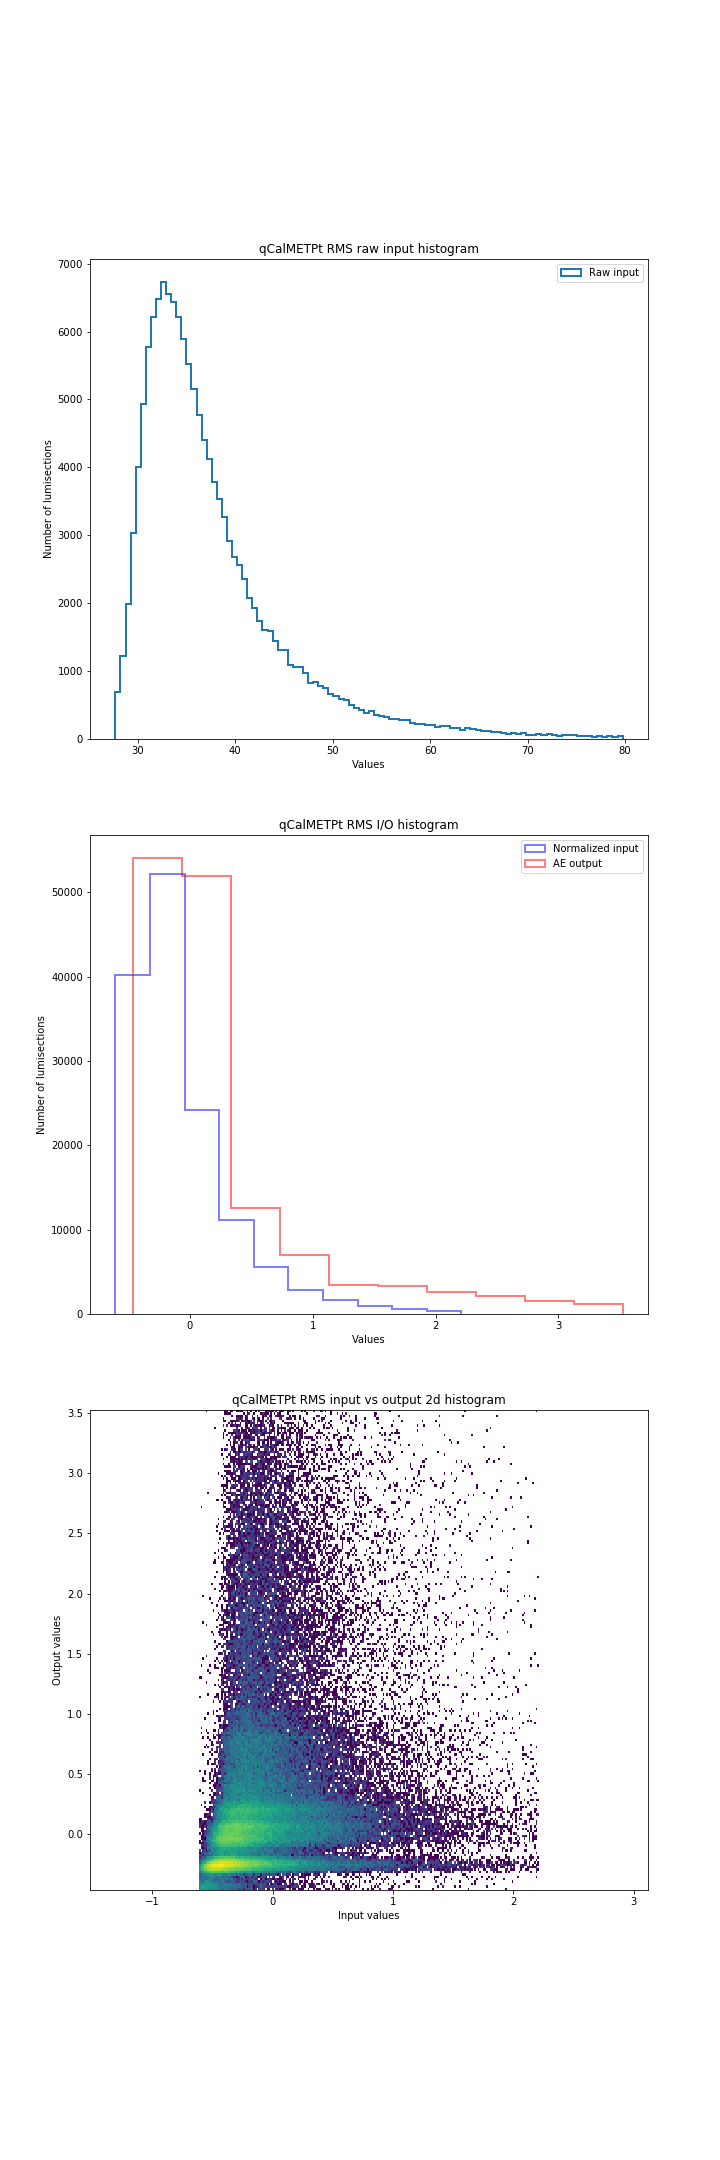 qCalMETPt RMS raw input histogram
Raw input
7000
6000
5000
4000
3000
2000
1000
0
Number of lumisections
30 40 50 60 70 80
Values
qCalMETPt RMS I/O histogram
Normalized input
AE output
50000
40000
30000
20000
10000
0
Number of lumisections
0 1 2 3
Values
qCalMETPt RMS input vs output 2d histogram
3.5
3.0
2.5
2.0
1.5
1.0
0.5
0.0
Output values
−1 0 1 2 3
Input values